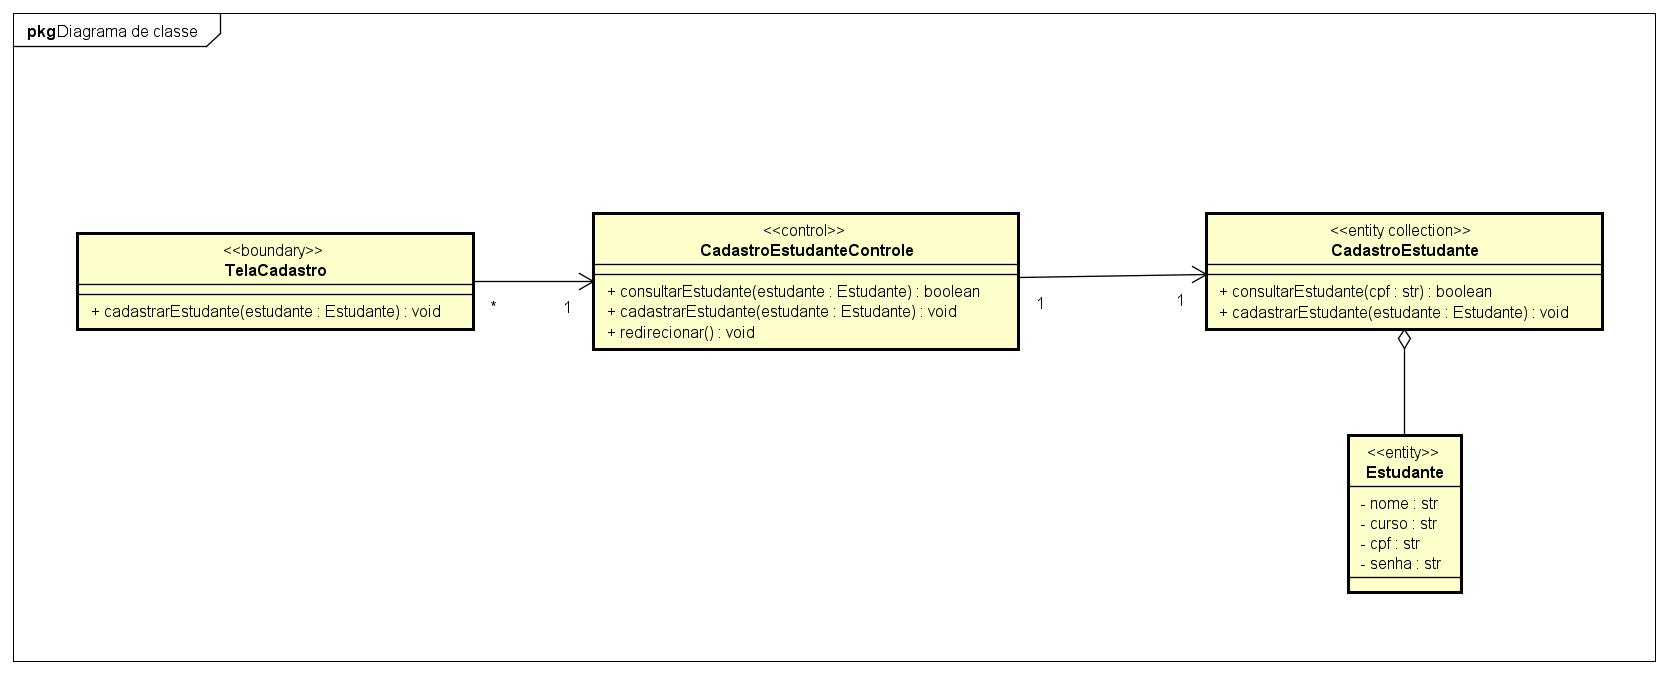 pkg Diagrama de classe
<<boundary>>
TelaCadastro
+ cadastrarEstudante(estudante : Estudante) : void
*
1
<<control>>
CadastroEstudanteControle
+ consultarEstudante(estudante : Estudante) : boolean
+ cadastrarEstudante(estudante : Estudante) : void
+ redirecionar() : void
1
1
<<entity collection>>
CadastroEstudante
+ consultarEstudante(cpf : str) : boolean
+ cadastrarEstudante(estudante : Estudante) : void
<<entity>>
Estudante
- nome : str
- curso : str
- cpf : str
- senha : str